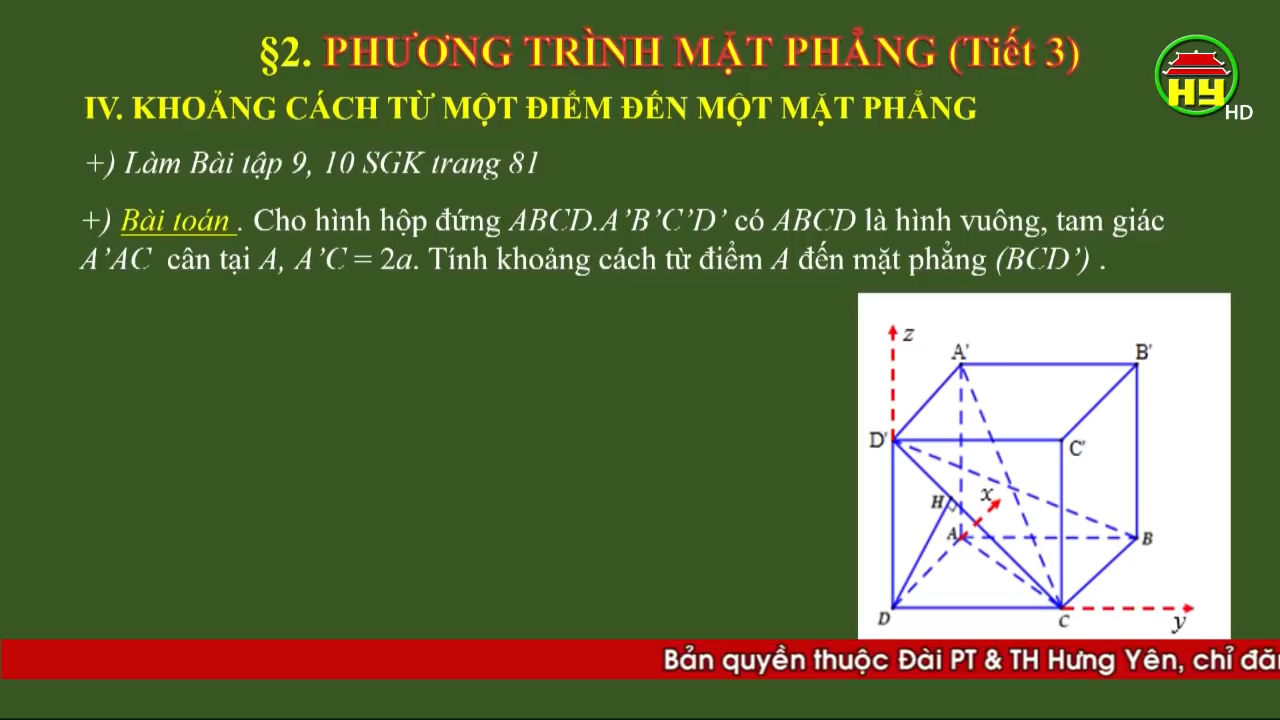 §2. PHƯƠNG TRÌNH MẶT PHẲNG (Tiết 3)
HY HD
IV. KHOẢNG CÁCH TỪ MỘT ĐIỂM ĐẾN MỘT MẶT PHẲNG
+) Làm Bài tập 9, 10 SGK trang 81
+) Bài toán . Cho hình hộp đứng ABCD.A’B’C’D’ có ABCD là hình vuông, tam giác
A’AC cân tại A, A’C = 2a. Tính khoảng cách từ điểm A đến mặt phẳng (BCD’) .
z
A' B'
D' C'
H x
A B
D C y
Bản quyền thuộc Đài PT & TH Hưng Yên, chỉ đă